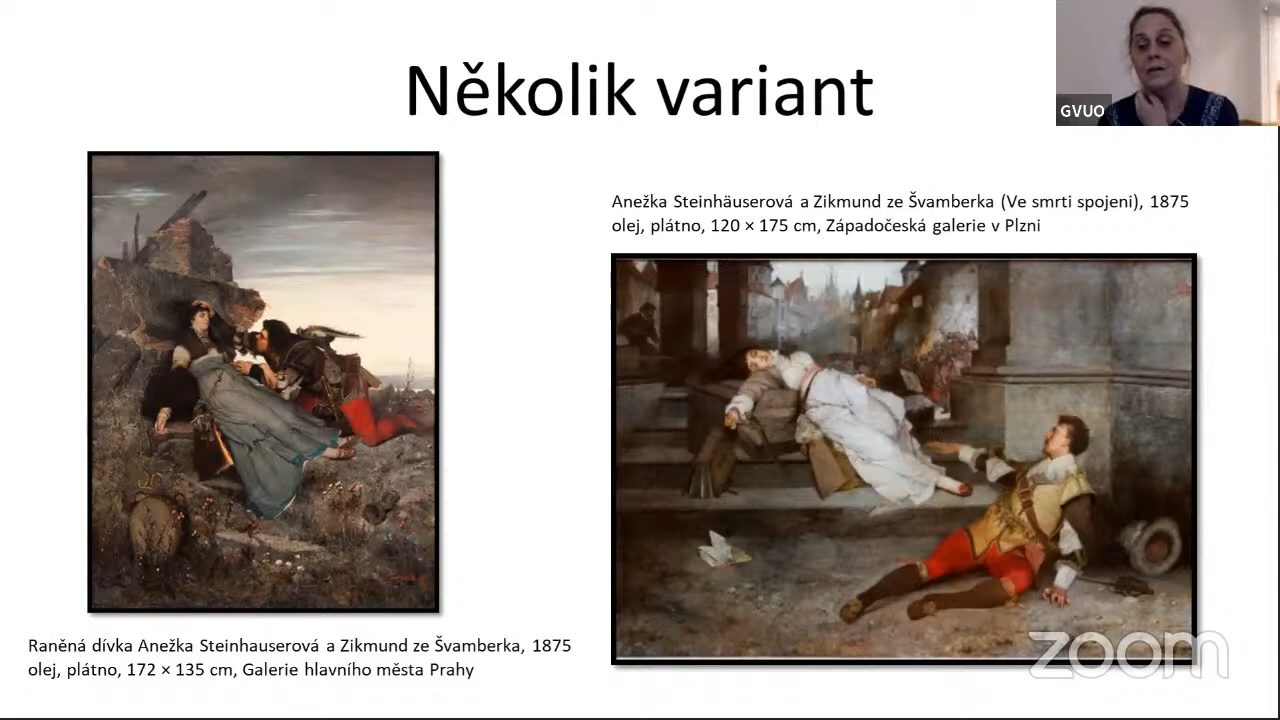 Několik variant
GVUO
Anežka Steinhäuserová a Zikmund ze Švamberka (Ve smrti spojeni), 1875
olej, plátno, 120 × 175 cm, Západočeská galerie v Plzni
Raněná dívka Anežka Steinhauserová a Zikmund ze Švamberka, 1875
olej, plátno, 172 × 135 cm, Galerie hlavního města Prahy
zoom